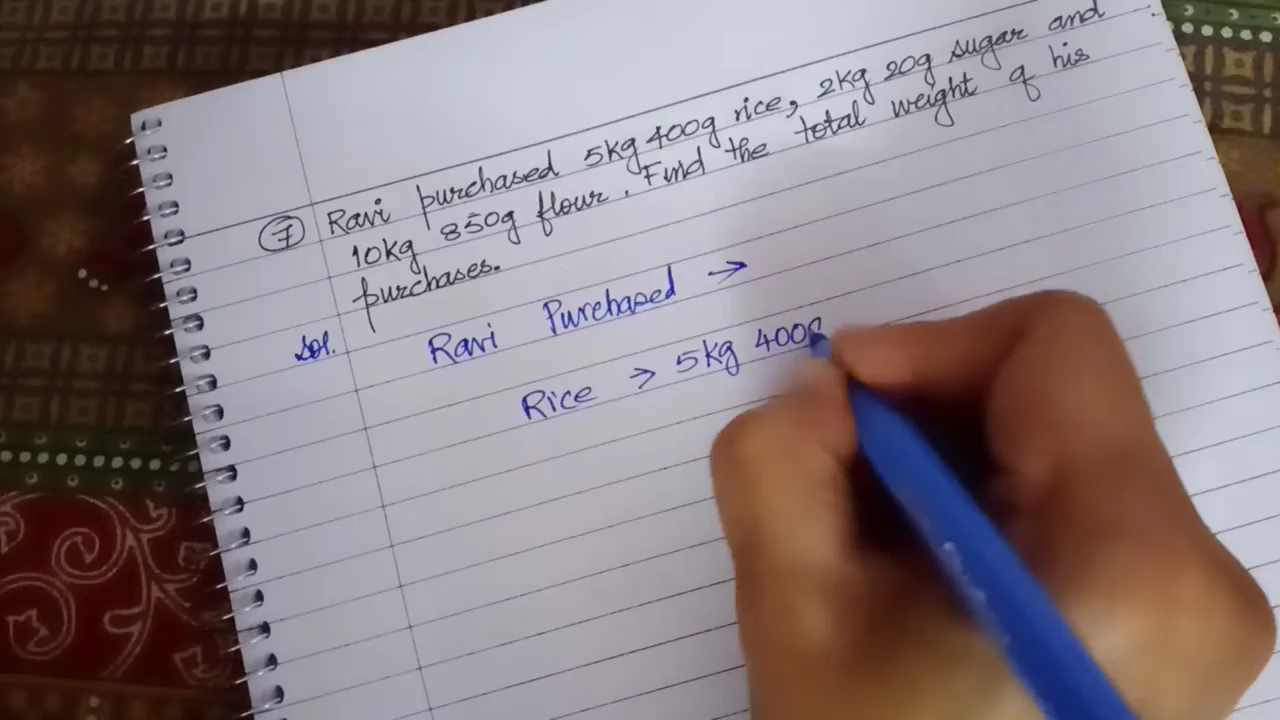 7 Ravi purchased 5kg 400g rice, 2kg 20g sugar and
10kg 850g flour. Find the total weight of his
purchases.
Sol. Ravi Purchased →
Rice > 5kg 400g